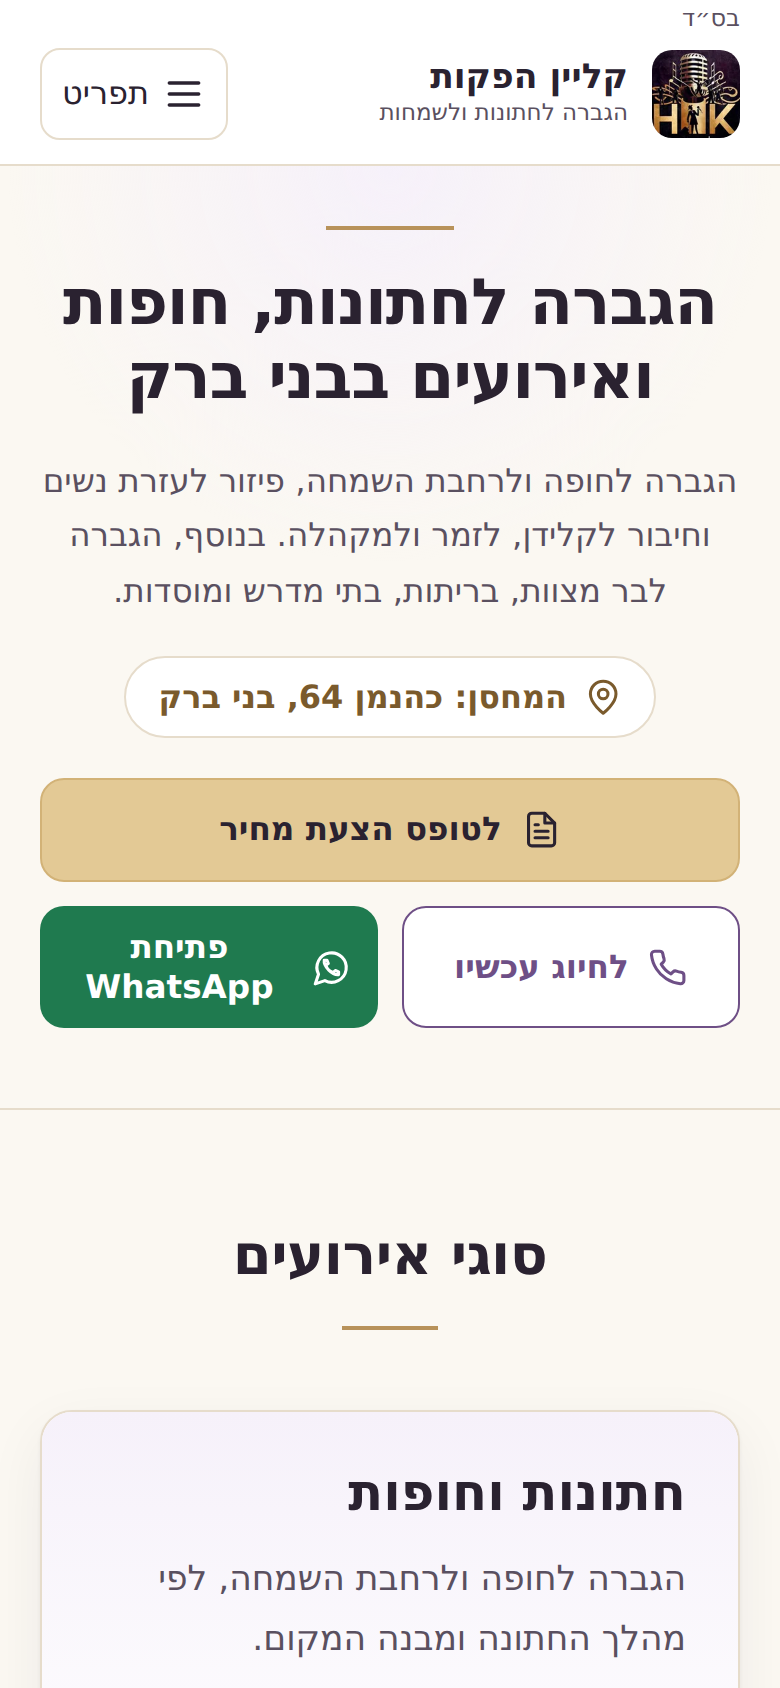 בס״ד
קליין הפקות
הגברה לחתונות ולשמחות
תפריט
הגברה לחתונות, חופות
ואירועים בבני ברק
הגברה לחופה ולרחבת השמחה, פיזור לעזרת נשים
וחיבור לקלידן, לזמר ולמקהלה. בנוסף, הגברה
לבר מצוות, בריתות, בתי מדרש ומוסדות.
המחסן: כהנמן 64, בני ברק
לטופס הצעת מחיר
לחיוג עכשיו
פתיחת
WhatsApp
סוגי אירועים
חתונות וחופות
הגברה לחופה ולרחבת השמחה, לפי
מהלך החתונה ומבנה המקום.